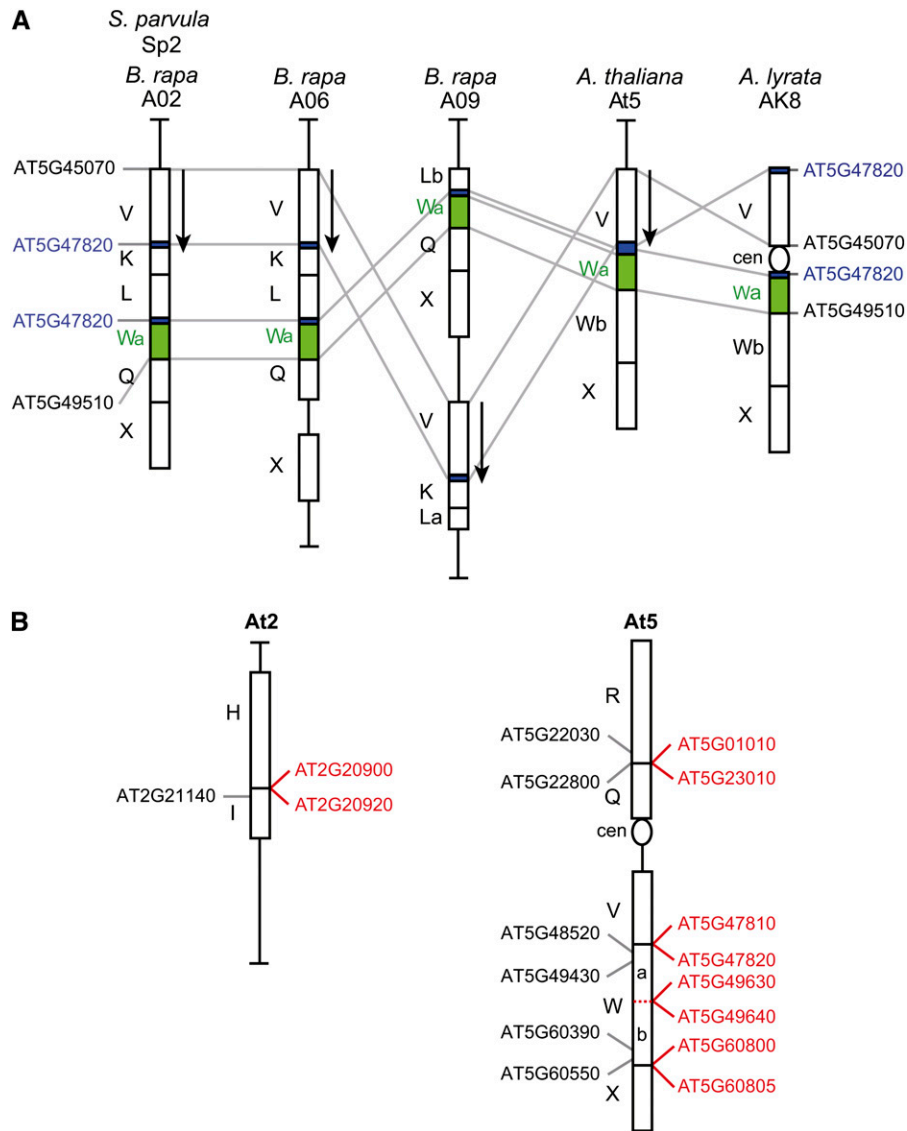 A
S. parvula
Sp2
B. rapa
A02
B. rapa
A06
B. rapa
A09
A. thaliana
At5
A. lyrata
AK8
AT5G45070
AT5G47820
AT5G47820
AT5G49510
V
K
L
Wa
Q
X
V
K
L
Wa
Q
X
Lb
Wa
Q
X
V
K
La
V
Wa
Wb
X
V
cen
Wa
Wb
X
AT5G47820
AT5G45070
AT5G47820
AT5G49510
B
At2
H
I
AT2G21140
AT2G20900
AT2G20920
At5
R
AT5G22030
AT5G22800
Q
cen
AT5G01010
AT5G23010
V
AT5G48520
AT5G49430
W
a
b
AT5G60390
AT5G60550
X
AT5G47810
AT5G47820
AT5G49630
AT5G49640
AT5G60800
AT5G60805